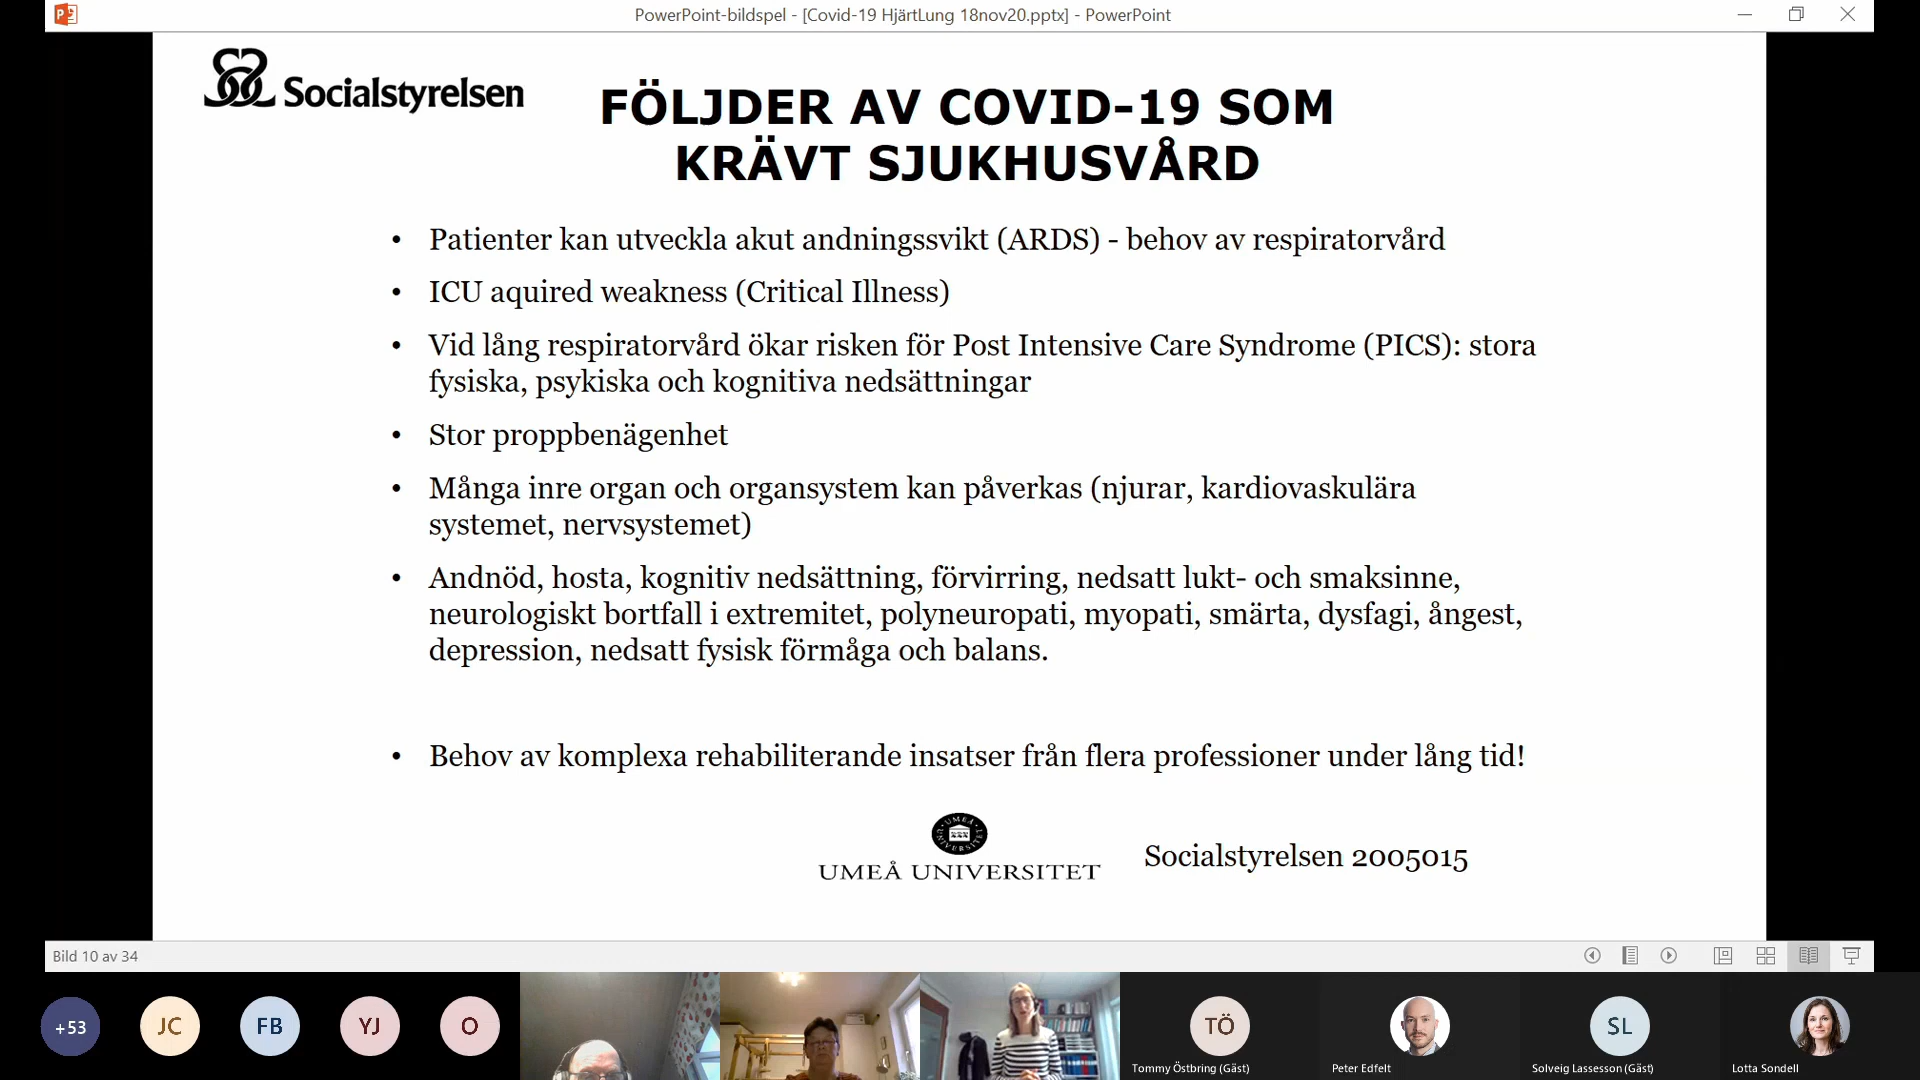 PowerPoint-bildspel - [Covid-19 HjärtLung 18nov20.pptx] - PowerPoint
Socialstyrelsen
FÖLJDER AV COVID-19 SOM
KRÄVT SJUKHUSVÅRD
• Patienter kan utveckla akut andningssvikt (ARDS) - behov av respiratorvård
• ICU aquired weakness (Critical Illness)
• Vid lång respiratorvård ökar risken för Post Intensive Care Syndrome (PICS): stora
fysiska, psykiska och kognitiva nedsättningar
• Stor proppbenägenhet
• Många inre organ och organsystem kan påverkas (njurar, kardiovaskulära
systemet, nervsystemet)
• Andnöd, hosta, kognitiv nedsättning, förvirring, nedsatt lukt- och smaksinne,
neurologiskt bortfall i extremitet, polyneuropati, myopati, smärta, dysfagi, ångest,
depression, nedsatt fysisk förmåga och balans.
• Behov av komplexa rehabiliterande insatser från flera professioner under lång tid!
UMEÅ UNIVERSITET
Socialstyrelsen 2005015
Bild 10 av 34
+53
JC
FB
YJ
O
TÖ
SL
Tommy Östbring (Gäst)
Peter Edfelt
Solveig Lassesson (Gäst)
Lotta Sondell